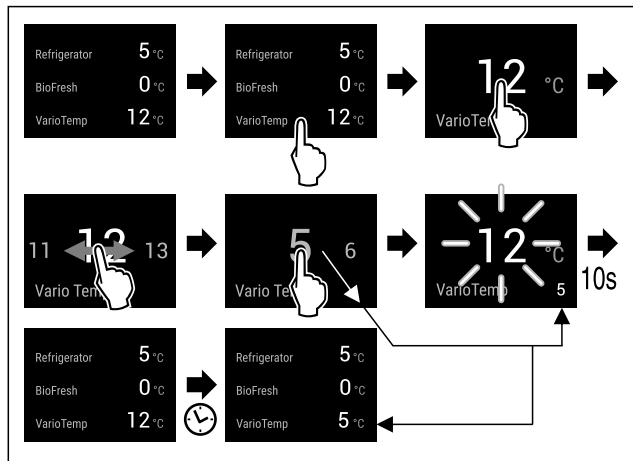 Refrigerator 5 °C
BioFresh 0 °C
VarioTemp 12 °C
Refrigerator 5 °C
BioFresh 0 °C
VarioTemp 12 °C
12 °C
VarioTemp
11 12 13
Vario Temp
5 6
Vario Temp
12 °C
VarioTemp 5
10s
Refrigerator 5 °C
BioFresh 0 °C
VarioTemp 12 °C
Refrigerator 5 °C
BioFresh 0 °C
VarioTemp 5 °C